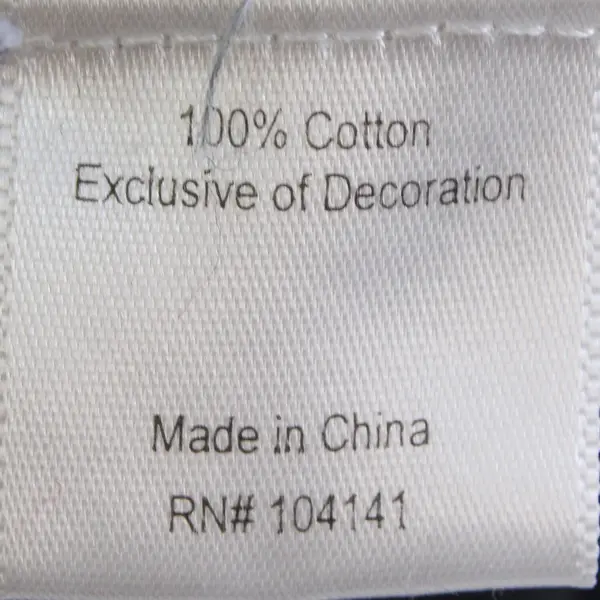 100% Cotton
Exclusive of Decoration
Made in China
RN# 104141